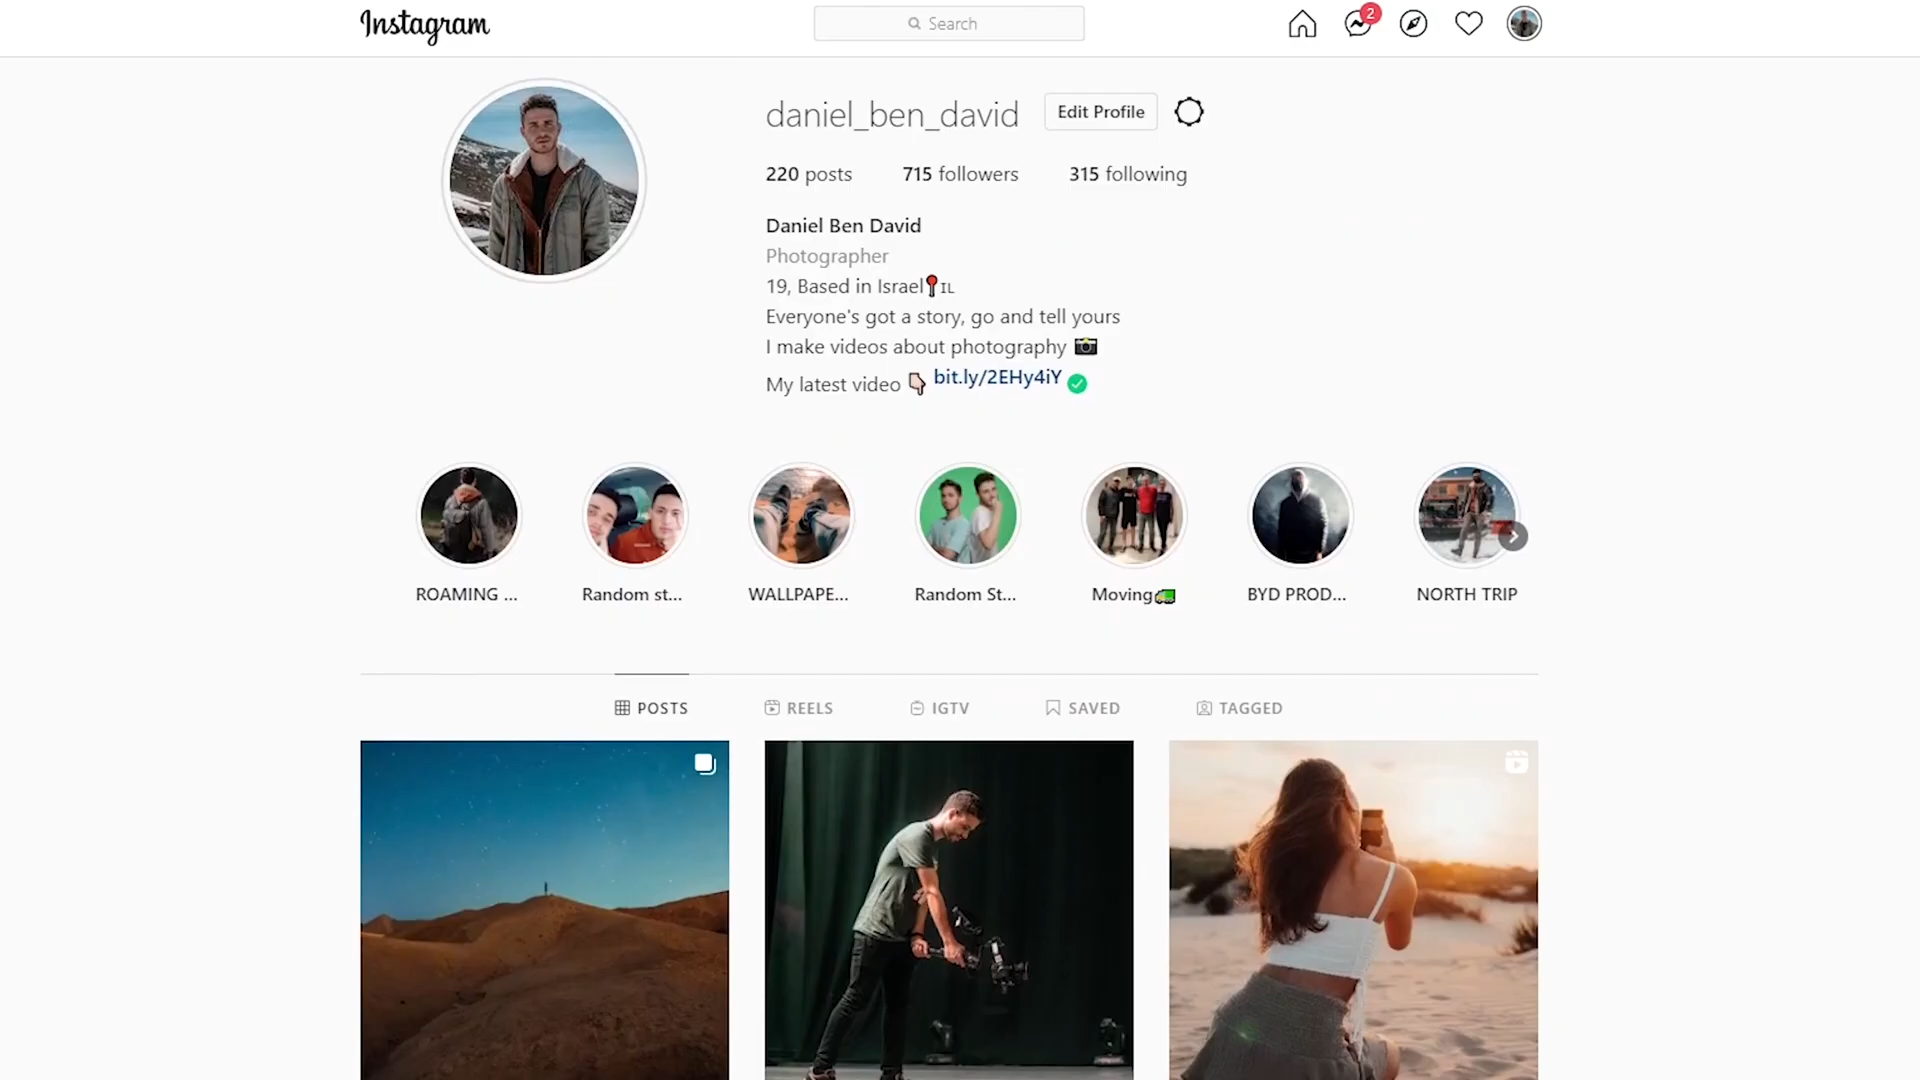 Instagram
Search
2
daniel_ben_david
Edit Profile
220 posts
715 followers
315 following
Daniel Ben David
Photographer
19, Based in Israel📍IL
Everyone's got a story, go and tell yours
I make videos about photography 📷
My latest video 👇 bit.ly/2EHy4iY
ROAMING ...
Random st...
WALLPAPE...
Random St...
Moving🚛
BYD PROD...
NORTH TRIP
POSTS
REELS
IGTV
SAVED
TAGGED